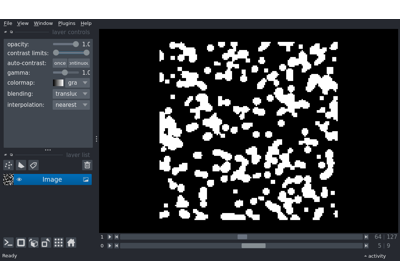 File View Window Plugins Help
layer controls
opacity: 1.0
contrast limits:
auto-contrast: once
gamma: 1.0
colormap: gra
blending: translu
interpolation: nearest
layer list
Image
1 64 127
0 5 9
Ready activity